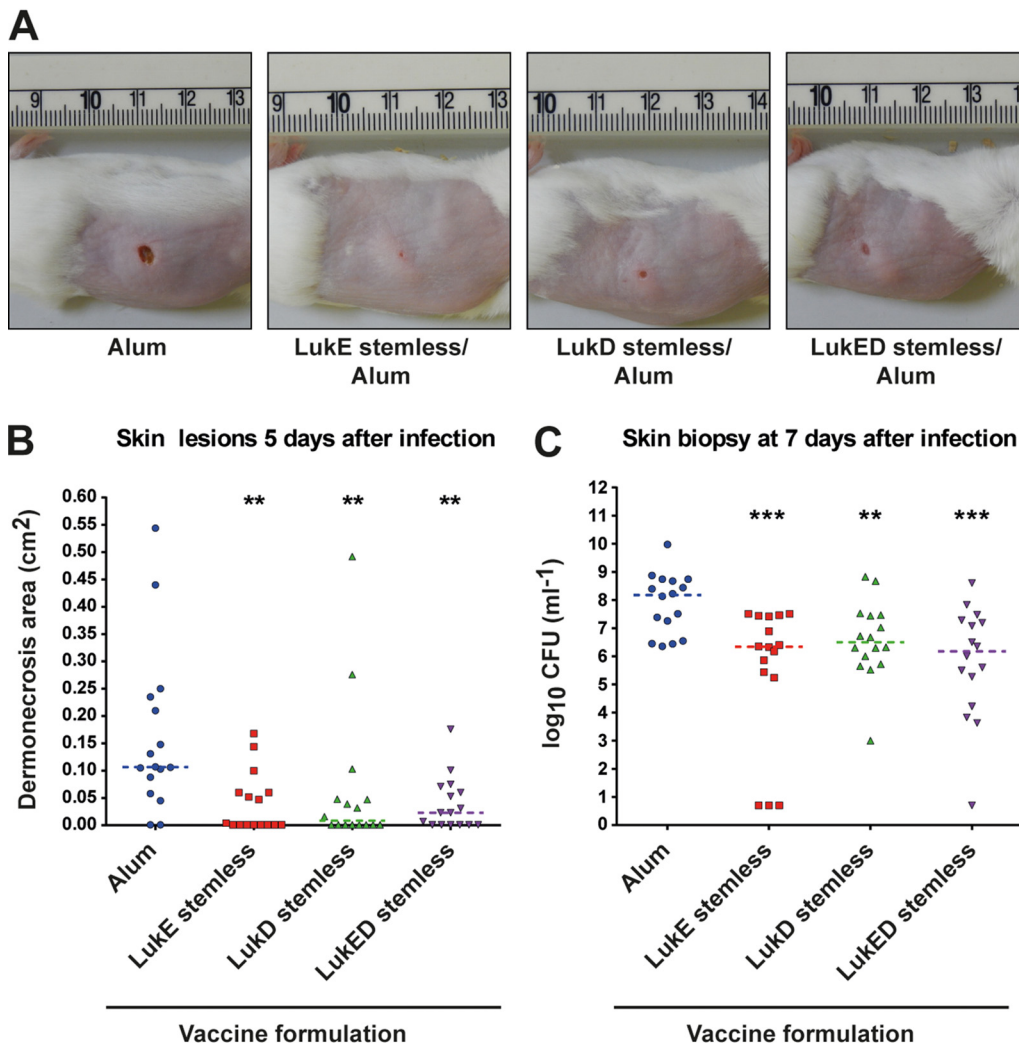 A
9 10 11 12 13
9 10 11 12 13
10 11 12 13 14
10 11 12 13
Alum
LukE stemless/
Alum
LukD stemless/
Alum
LukED stemless/
Alum
B
Skin lesions 5 days after infection
Dermonecrosis area (cm2)
0.60
0.55
0.50
0.45
0.40
0.35
0.30
0.25
0.20
0.15
0.10
0.05
0.00
** ** **
Alum
LukE stemless
LukD stemless
LukED stemless
Vaccine formulation
C
Skin biopsy at 7 days after infection
log10 CFU (ml-1)
12
11
10
9
8
7
6
5
4
3
2
1
0
*** ** ***
Alum
LukE stemless
LukD stemless
LukED stemless
Vaccine formulation